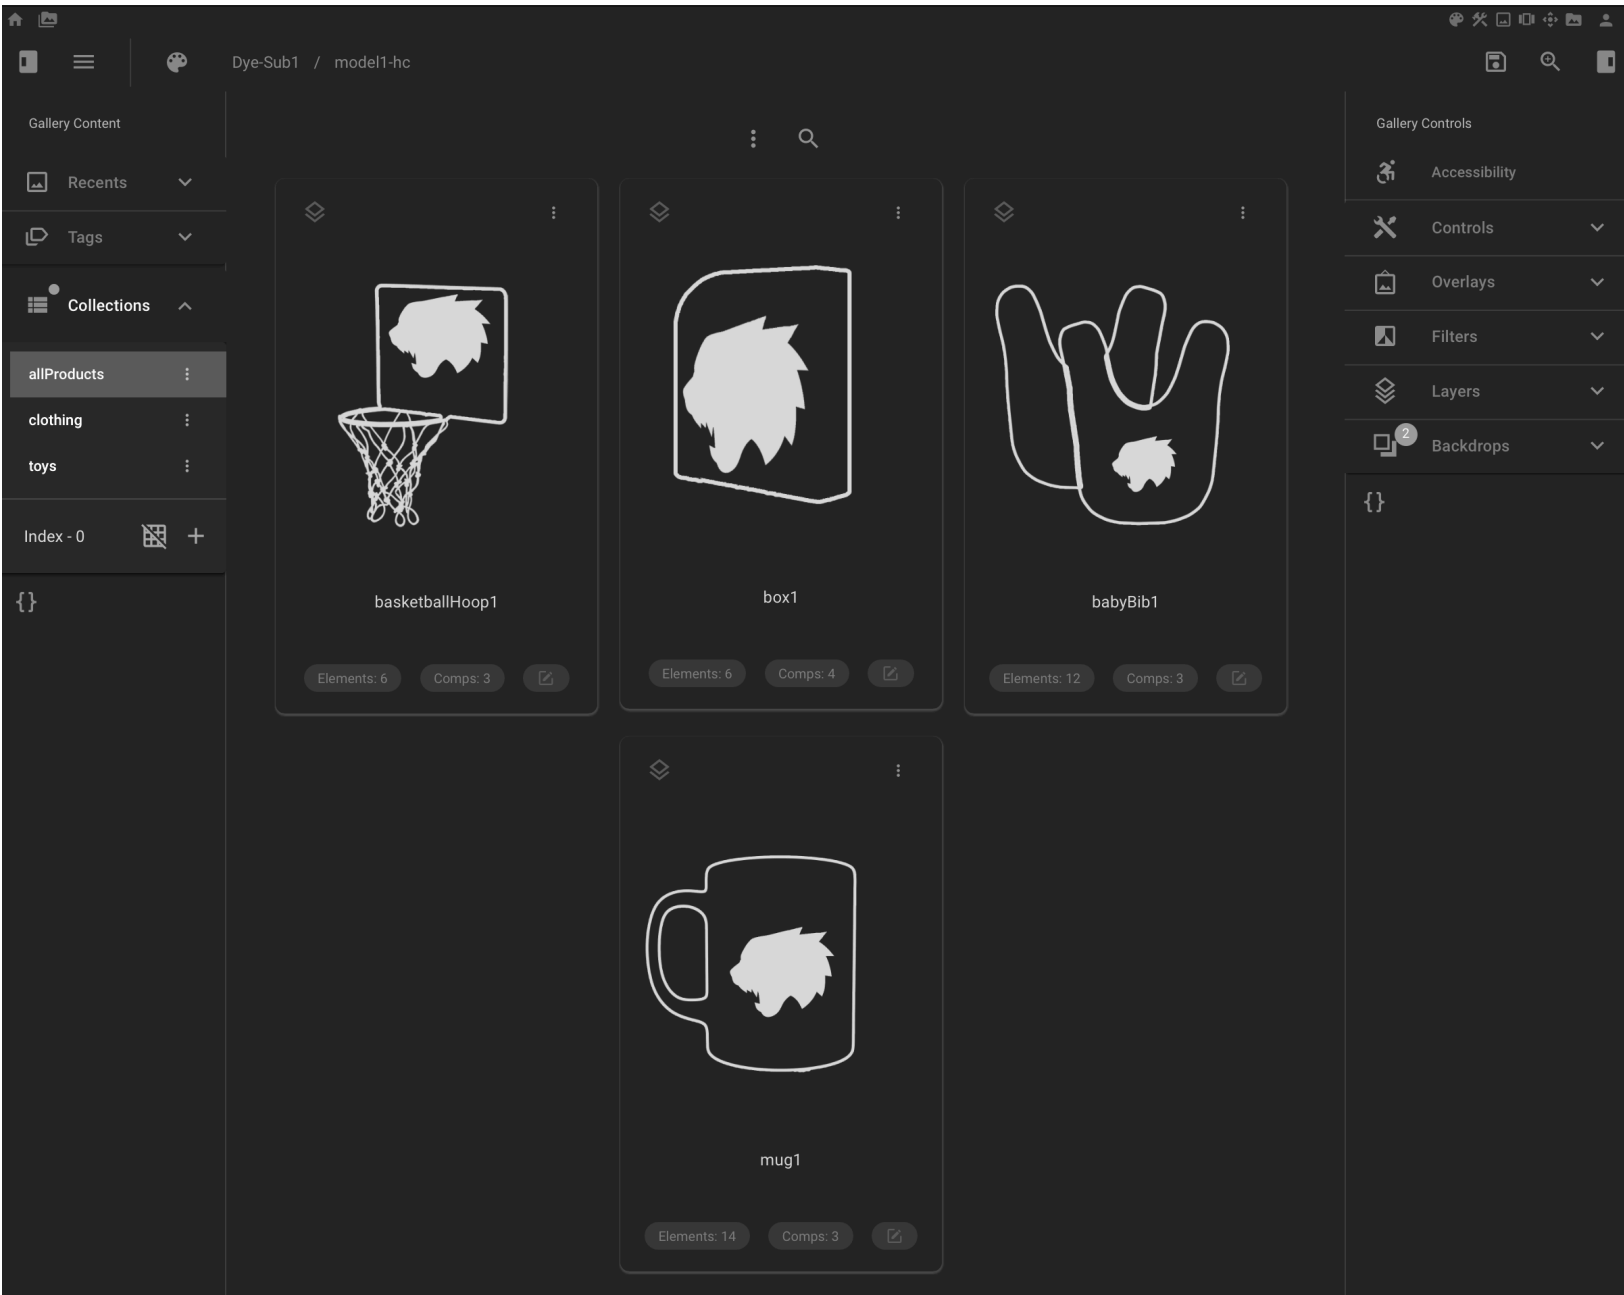 Dye-Sub1 / model1-hc
Gallery Content
Recents
Tags
Collections
allProducts
clothing
toys
Index - 0
{}
basketballHoop1
Elements: 6
Comps: 3
box1
Elements: 6
Comps: 4
babyBib1
Elements: 12
Comps: 3
mug1
Elements: 14
Comps: 3
Gallery Controls
Accessibility
Controls
Overlays
Filters
Layers
2
Backdrops
{}